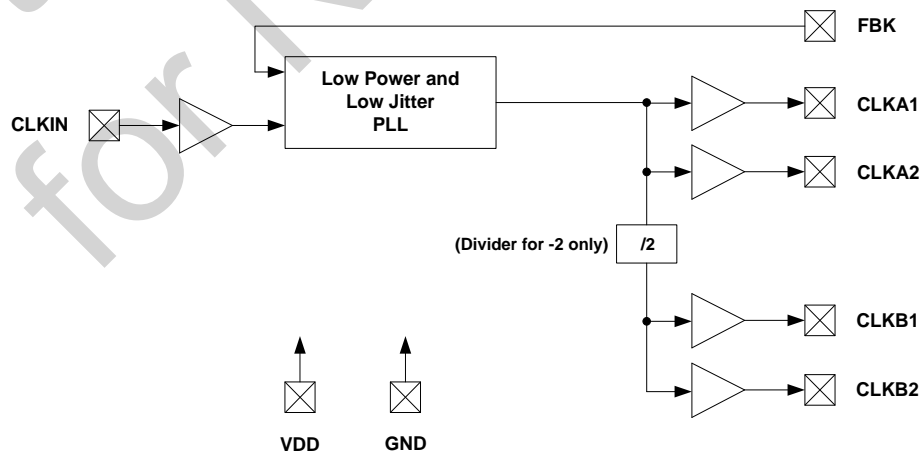 FBK
Low Power and
Low Jitter
PLL
CLKIN
CLKA1
CLKA2
(Divider for -2 only)
/2
CLKB1
CLKB2
VDD
GND
for